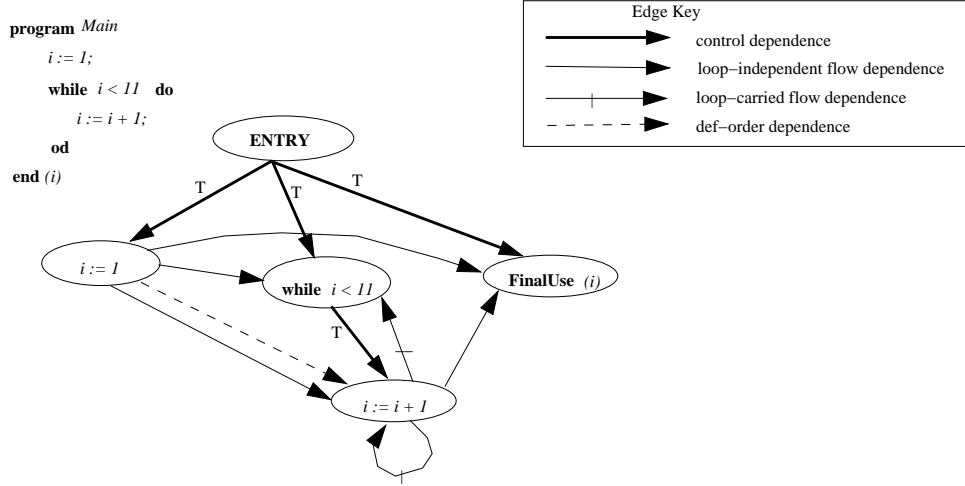 program Main
i := 1;
while i < 11 do
i := i + 1;
od
end (i)
Edge Key
control dependence
loop−independent flow dependence
loop−carried flow dependence
def−order dependence
ENTRY
T
T
T
i := 1
while i < 11
FinalUse (i)
T
i := i + 1